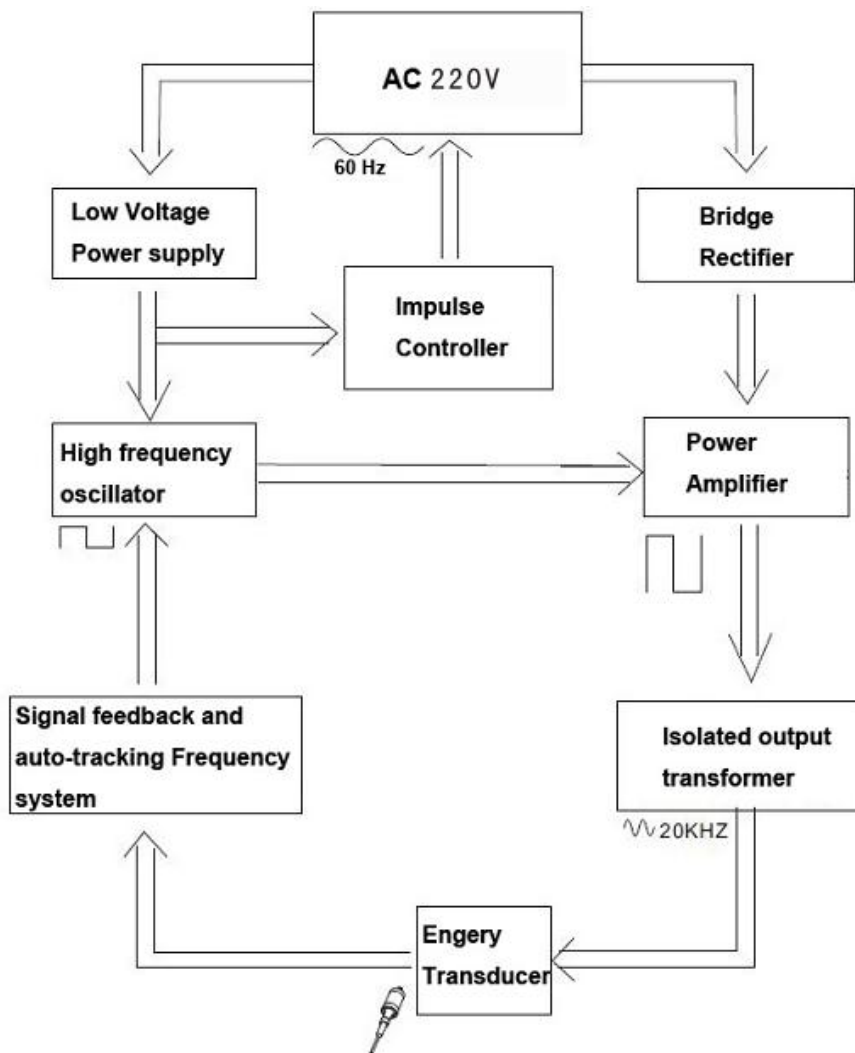 AC 220V
60 Hz
Low Voltage
Power supply
Bridge
Rectifier
Impulse
Controller
High frequency
oscillator
Power
Amplifier
Signal feedback and
auto-tracking Frequency
system
Isolated output
transformer
20KHZ
Engery
Transducer